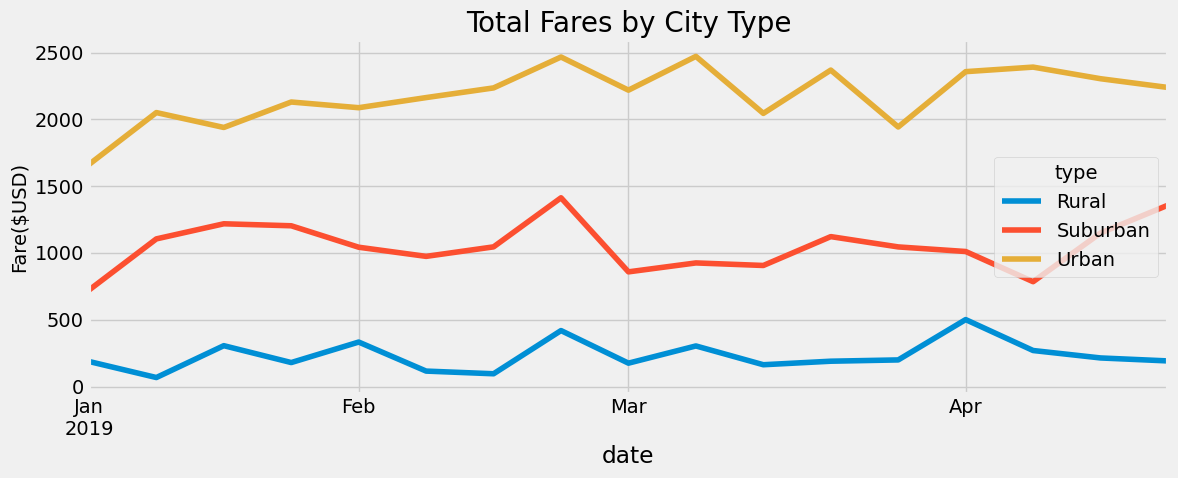 Total Fares by City Type
Fare($USD)
2500
2000
1500
1000
500
0
type
Rural
Suburban
Urban
Jan
2019
Feb
Mar
Apr
date